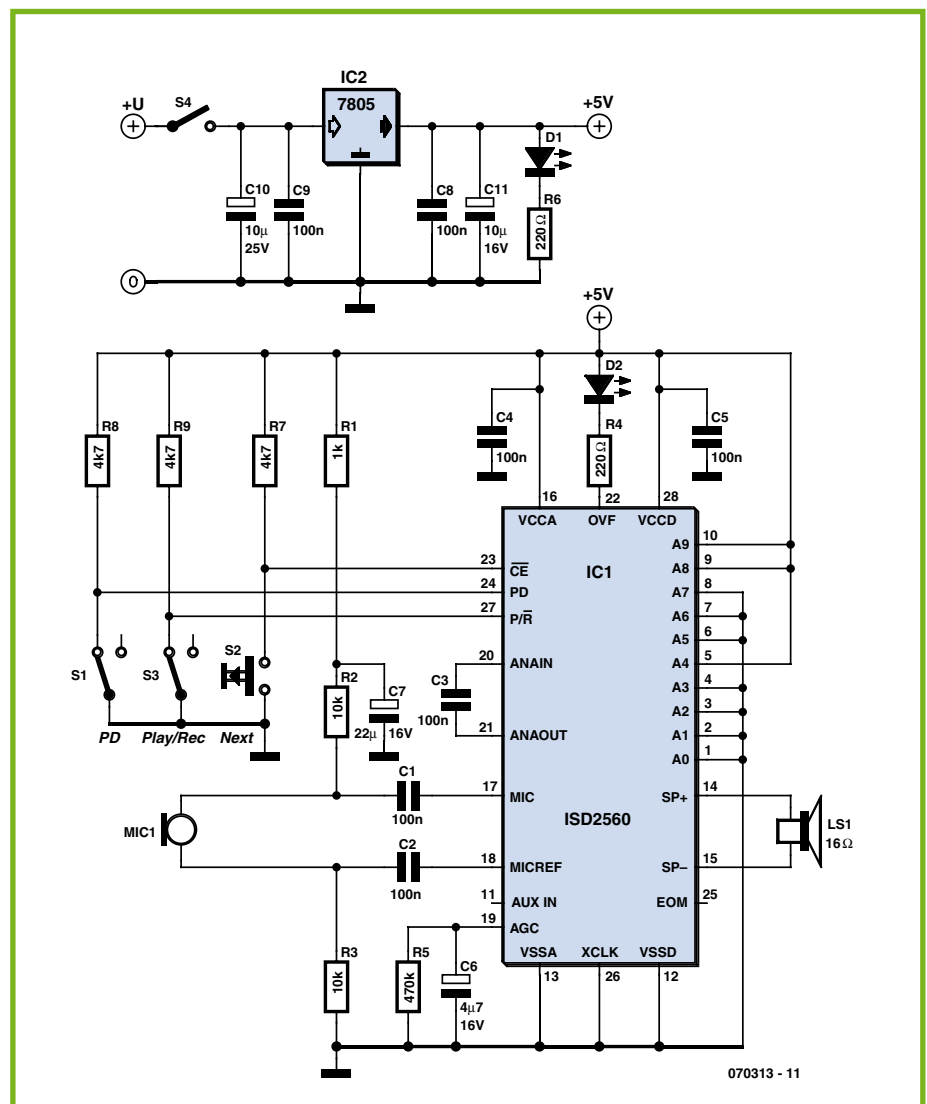 IC2
+U
S4
7805
+5V
D1
C10
C9
C8
C11
R6
10µ
25V
100n
100n
10µ
16V
220Ω
0
+5V
D2
R8
R9
R7
R1
C4
R4
C5
4k7
4k7
4k7
1k
100n
220Ω
100n
16
22
28
VCCA
OVF
VCCD
A9
10
23
CE
IC1
A8
9
24
PD
A7
8
27
P/R
A6
7
S1
S3
S2
A5
6
20
ANAIN
A4
5
R2
C7
C3
A3
4
10k
100n
A2
3
22µ
16V
21
ANAOUT
A1
2
PD
Play/Rec
Next
A0
1
C1
17
MIC
SP+
14
100n
MIC1
ISD2560
LS1
16Ω
C2
18
MICREF
SP–
15
100n
11
AUX IN
EOM
25
19
AGC
R3
R5
C6
VSSA
XCLK
VSSD
10k
470k
4µ7
16V
13
26
12
070313 - 11